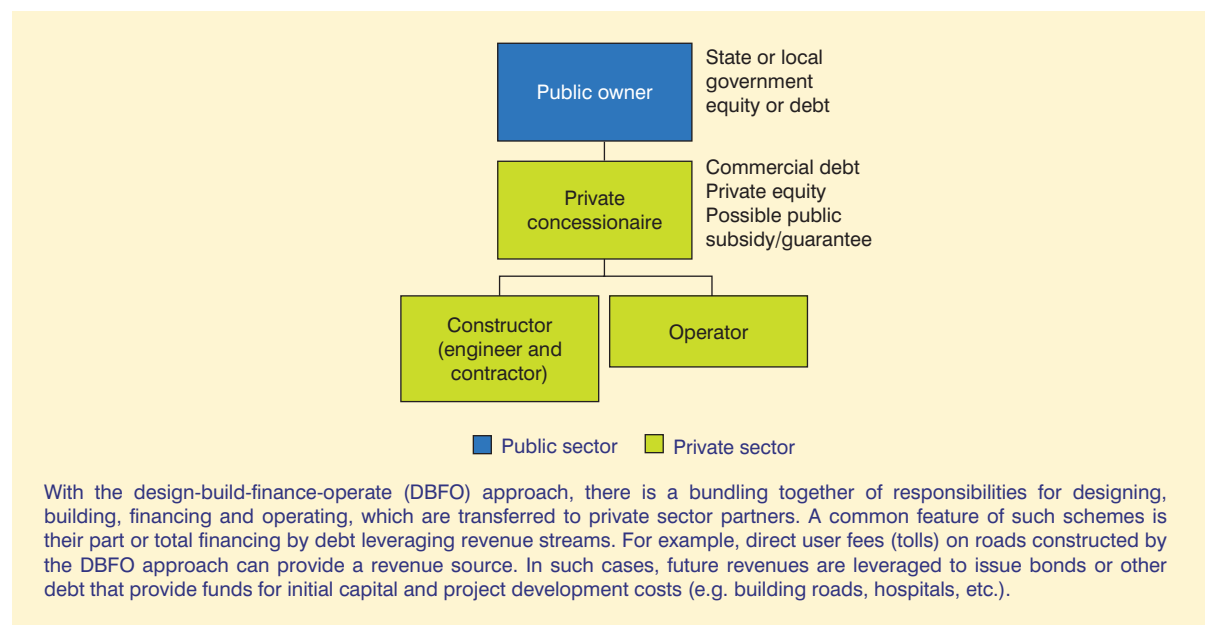 Public owner
State or local
government
equity or debt
Private
concessionaire
Commercial debt
Private equity
Possible public
subsidy/guarantee
Constructor
(engineer and
contractor)
Operator
Public sector
Private sector
With the design-build-finance-operate (DBFO) approach, there is a bundling together of responsibilities for designing,
building, financing and operating, which are transferred to private sector partners. A common feature of such schemes is
their part or total financing by debt leveraging revenue streams. For example, direct user fees (tolls) on roads constructed by
the DBFO approach can provide a revenue source. In such cases, future revenues are leveraged to issue bonds or other
debt that provide funds for initial capital and project development costs (e.g. building roads, hospitals, etc.).